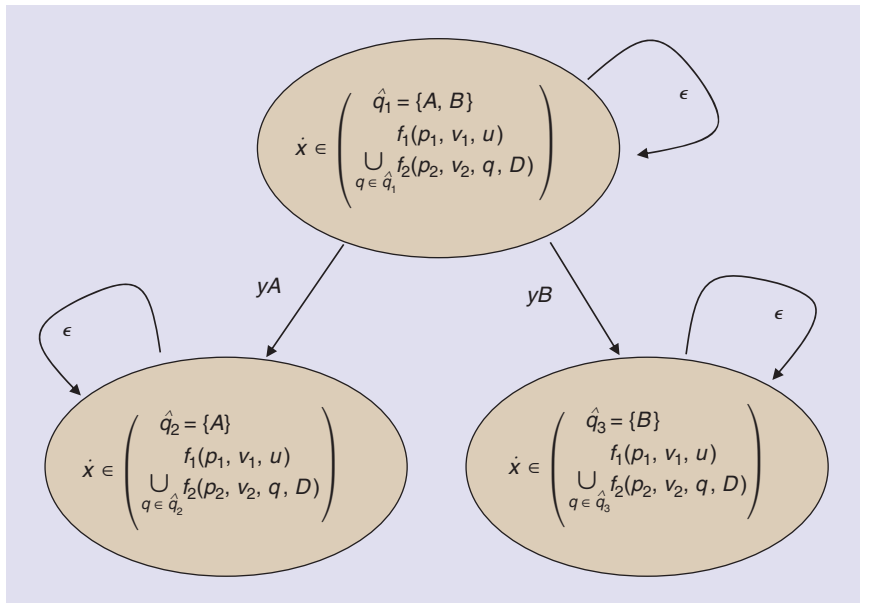 q̂₁ = {A, B}
ϵ
f₁(p₁, v₁, u)
ẋ ∈
∪ f₂(p₂, v₂, q, D)
q ∈ q̂₁
yA
yB
ϵ
ϵ
q̂₂ = {A}
f₁(p₁, v₁, u)
ẋ ∈
∪ f₂(p₂, v₂, q, D)
q ∈ q̂₂
q̂₃ = {B}
f₁(p₁, v₁, u)
ẋ ∈
∪ f₂(p₂, v₂, q, D)
q ∈ q̂₃